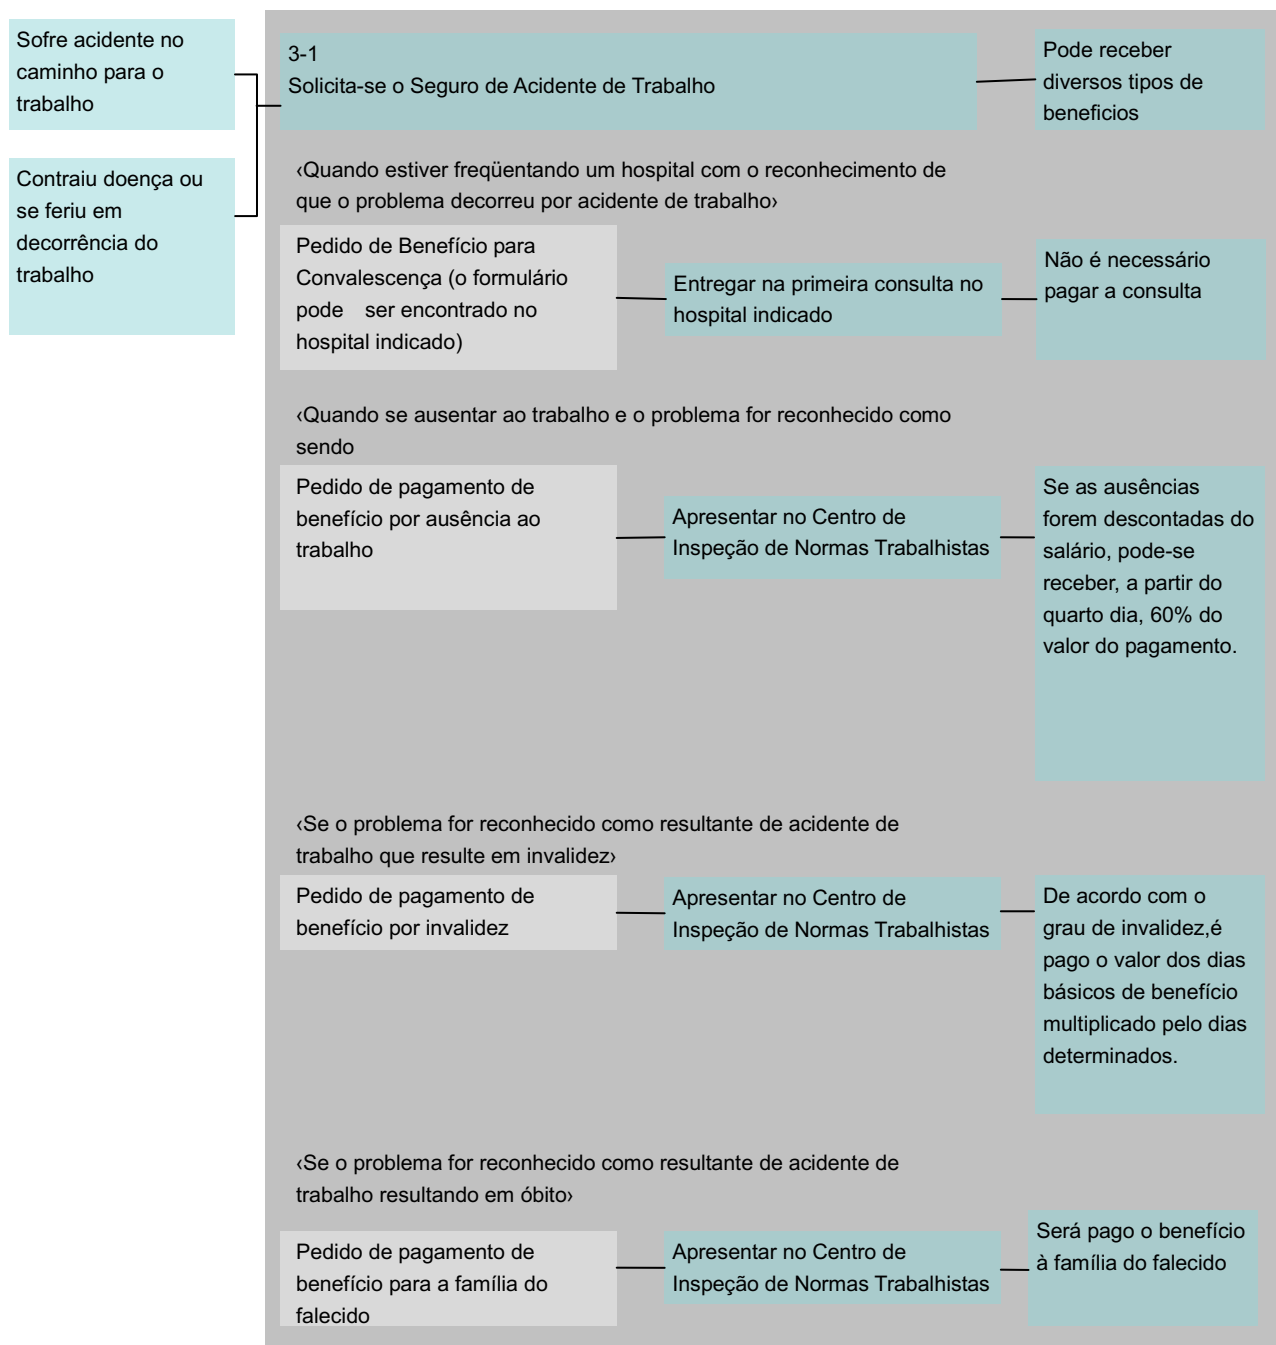 Sofre acidente no
caminho para o
trabalho
Contraiu doença ou
se feriu em
decorrência do
trabalho
3-1
Solicita-se o Seguro de Acidente de Trabalho
Pode receber
diversos tipos de
beneficios
‹Quando estiver freqüentando um hospital com o reconhecimento de
que o problema decorreu por acidente de trabalho›
Pedido de Benefício para
Convalescença (o formulário
pode ser encontrado no
hospital indicado)
Entregar na primeira consulta no
hospital indicado
Não é necessário
pagar a consulta
‹Quando se ausentar ao trabalho e o problema for reconhecido como
sendo
Pedido de pagamento de
benefício por ausência ao
trabalho
Apresentar no Centro de
Inspeção de Normas Trabalhistas
Se as ausências
forem descontadas do
salário, pode-se
receber, a partir do
quarto dia, 60% do
valor do pagamento.
‹Se o problema for reconhecido como resultante de acidente de
trabalho que resulte em invalidez›
Pedido de pagamento de
benefício por invalidez
Apresentar no Centro de
Inspeção de Normas Trabalhistas
De acordo com o
grau de invalidez,é
pago o valor dos dias
básicos de benefício
multiplicado pelo dias
determinados.
‹Se o problema for reconhecido como resultante de acidente de
trabalho resultando em óbito›
Pedido de pagamento de
benefício para a família do
falecido
Apresentar no Centro de
Inspeção de Normas Trabalhistas
Será pago o benefício
à família do falecido